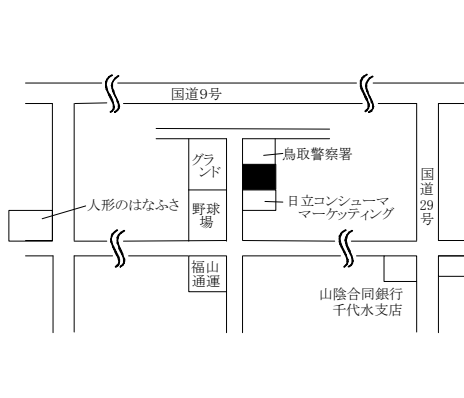 国道9号
グラ
ンド
鳥取警察署
人形のはなふさ
野球
場
日立コンシューマ
マーケッティング
国道29号
福山
通運
山陰合同銀行
千代水支店